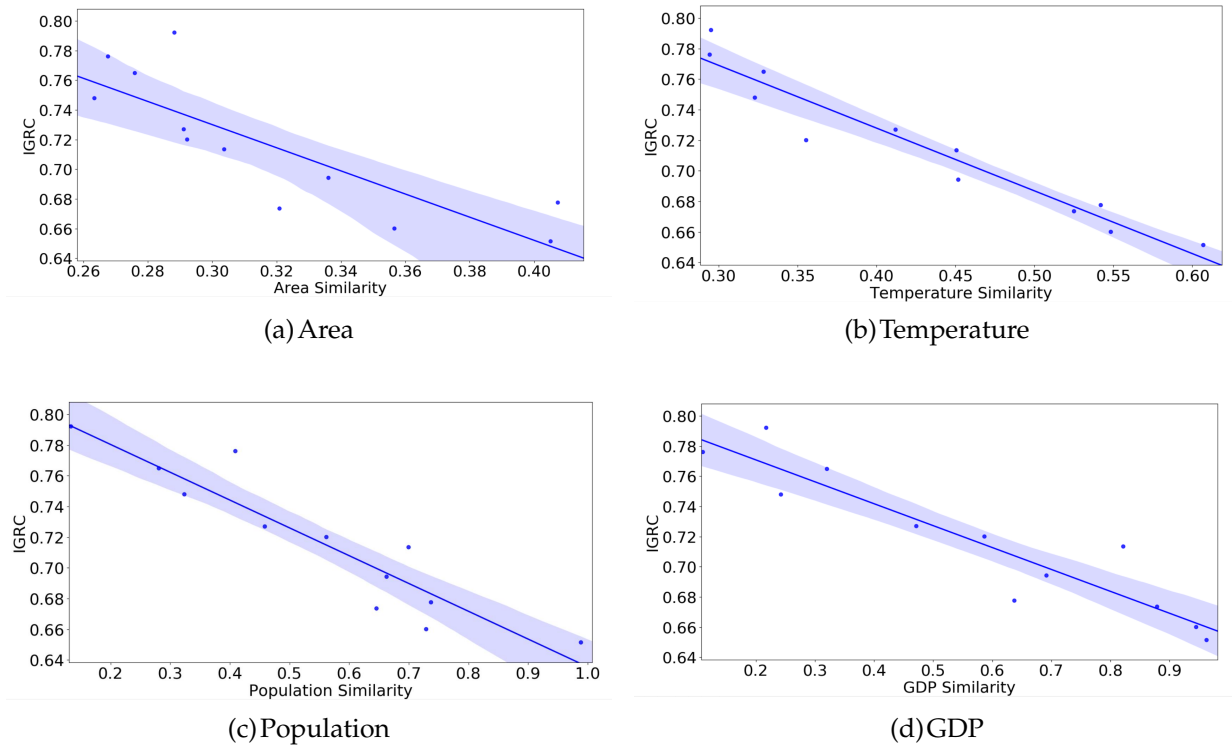 0.80
0.78
0.76
0.74
0.72
0.70
0.68
0.66
0.64
IGRC
0.26 0.28 0.30 0.32 0.34 0.36 0.38 0.40
Area Similarity
(a) Area
0.80
0.78
0.76
0.74
0.72
0.70
0.68
0.66
0.64
IGRC
0.30 0.35 0.40 0.45 0.50 0.55 0.60
Temperature Similarity
(b) Temperature
0.80
0.78
0.76
0.74
0.72
0.70
0.68
0.66
0.64
IGRC
0.2 0.3 0.4 0.5 0.6 0.7 0.8 0.9 1.0
Population Similarity
(c) Population
0.80
0.78
0.76
0.74
0.72
0.70
0.68
0.66
0.64
IGRC
0.2 0.3 0.4 0.5 0.6 0.7 0.8 0.9
GDP Similarity
(d) GDP